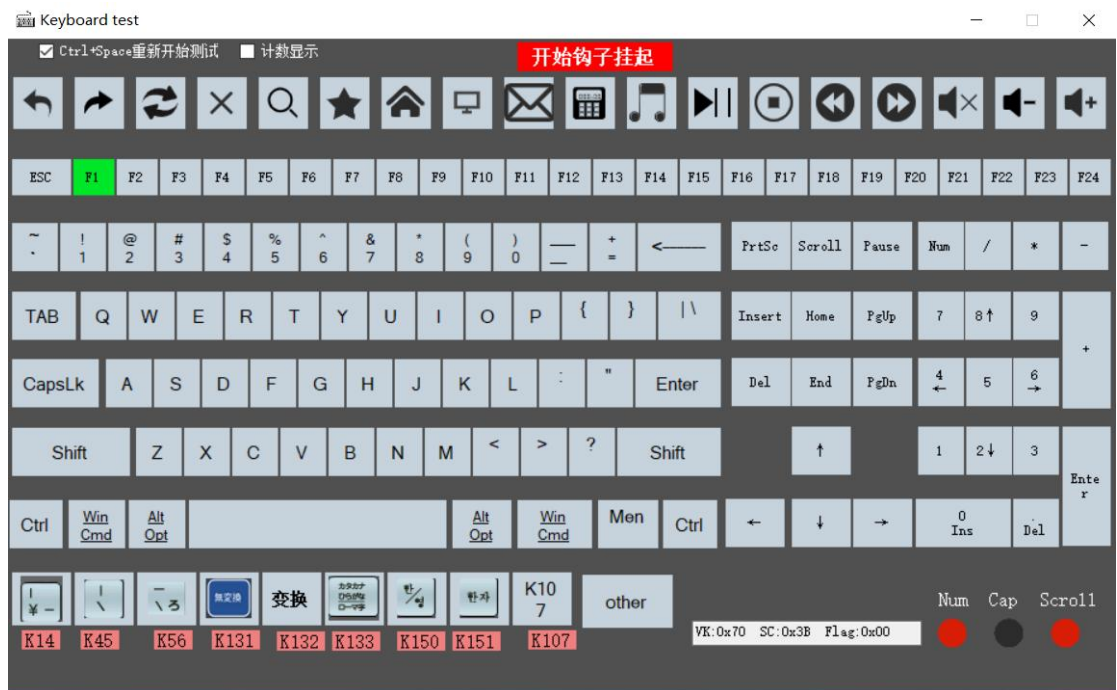 Keyboard test
Ctrl+Space重新开始测试 计数显示 开始钩子挂起
ESC F1 F2 F3 F4 F5 F6 F7 F8 F9 F10 F11 F12 F13 F14 F15 F16 F17 F18 F19 F20 F21 F22 F23 F24
~ ! @ # $ % ^ & * ( ) __ + <—— PrtSc Scroll Pause Num / * -
. 1 2 3 4 5 6 7 8 9 0 _ =
TAB Q W E R T Y U I O P { } | \ Insert Home PgUp 7 8↑ 9 +
CapsLk A S D F G H J K L : " Enter Del End PgDn 4← 5 6→
Shift Z X C V B N M < > ? Shift ↑ 1 2↓ 3 Enter
Ctrl Win Alt Alt Win Men Ctrl ← ↓ → 0 .
Cmd Opt Opt Cmd Ins Del
| ¥ – | \ – \ ろ 無変換 变换 カタカナ ひらがな ローマ字 한/영 한자 K107 other Num Cap Scroll
K14 K45 K56 K131 K132 K133 K150 K151 K107 VK:0x70 SC:0x3B Flag:0x00